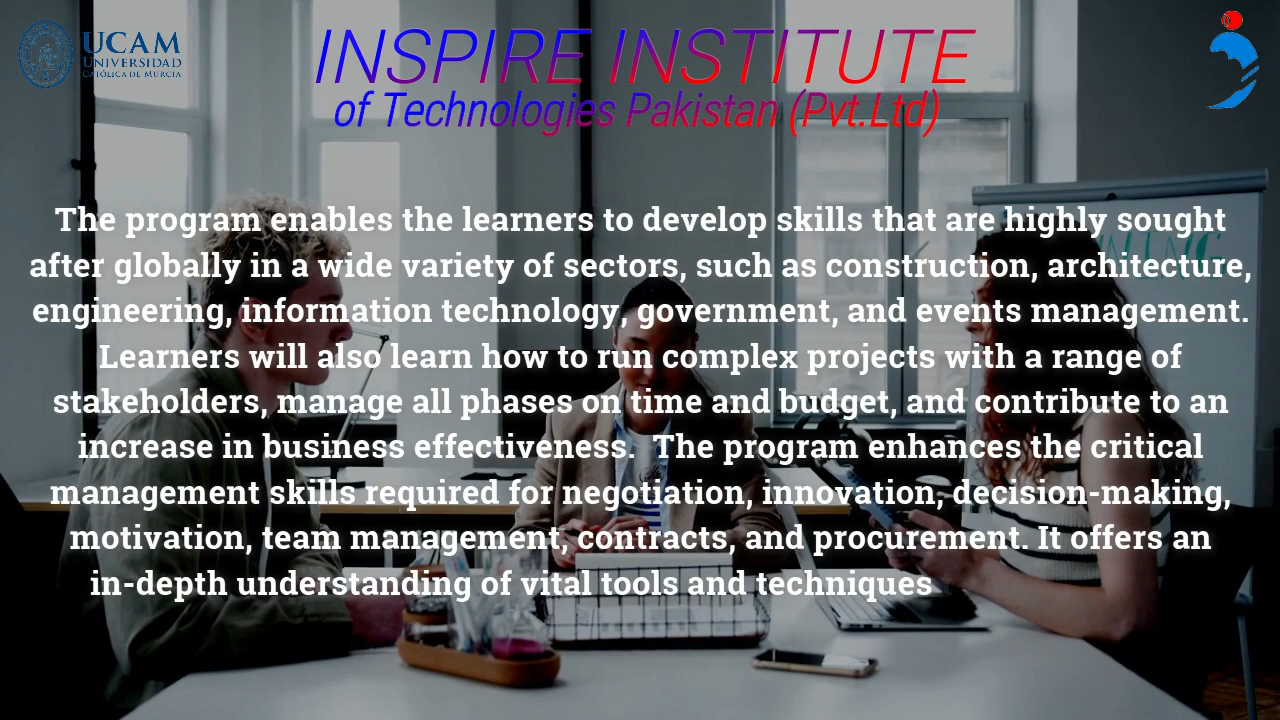 UCAM
UNIVERSIDAD
CATÓLICA DE MURCIA
INSPIRE INSTITUTE
of Technologies Pakistan (Pvt.Ltd)
The program enables the learners to develop skills that are highly sought
after globally in a wide variety of sectors, such as construction, architecture,
engineering, information technology, government, and events management.
Learners will also learn how to run complex projects with a range of
stakeholders, manage all phases on time and budget, and contribute to an
increase in business effectiveness.  The program enhances the critical
management skills required for negotiation, innovation, decision-making,
motivation, team management, contracts, and procurement. It offers an
in-depth understanding of vital tools and techniques